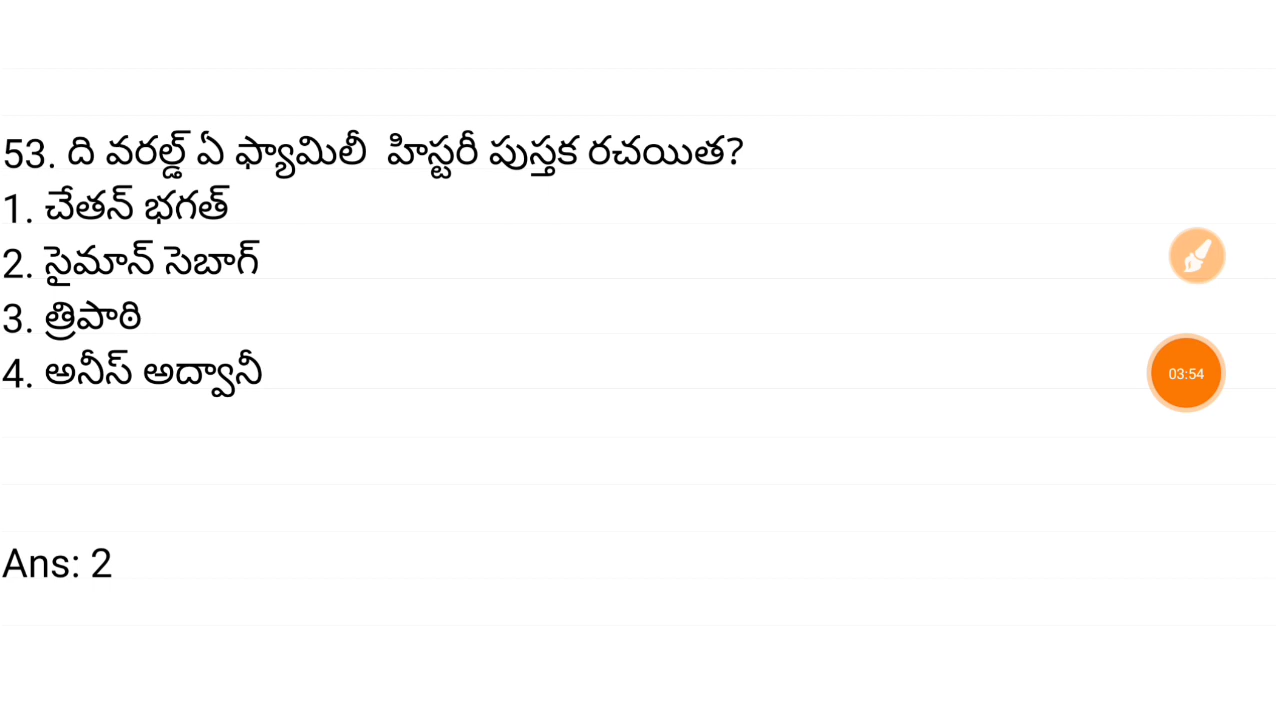 53. ది వరల్డ్ ఏ ఫ్యామిలీ హిస్టరీ పుస్తక రచయిత?
1. చేతన్ భగత్
2. సైమాన్ సెబాగ్
3. త్రిపాఠి
4. అనీస్ అద్వానీ
03:54
Ans: 2